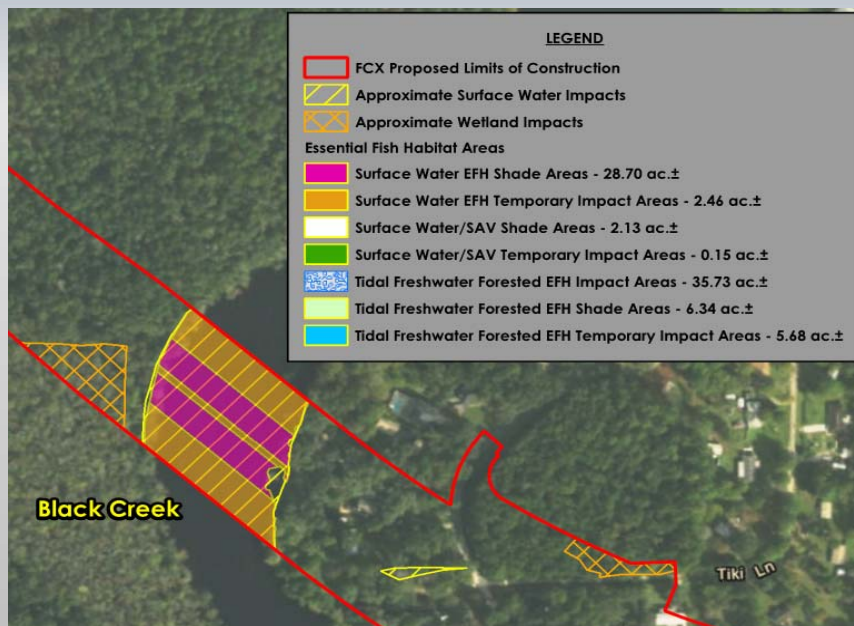 LEGEND
FCX Proposed Limits of Construction
Approximate Surface Water Impacts
Approximate Wetland Impacts
Essential Fish Habitat Areas
Surface Water EFH Shade Areas - 28.70 ac.±
Surface Water EFH Temporary Impact Areas - 2.46 ac.±
Surface Water/SAV Shade Areas - 2.13 ac.±
Surface Water/SAV Temporary Impact Areas - 0.15 ac.±
Tidal Freshwater Forested EFH Impact Areas - 35.73 ac.±
Tidal Freshwater Forested EFH Shade Areas - 6.34 ac.±
Tidal Freshwater Forested EFH Temporary Impact Areas - 5.68 ac.±
Black Creek
Tiki Ln